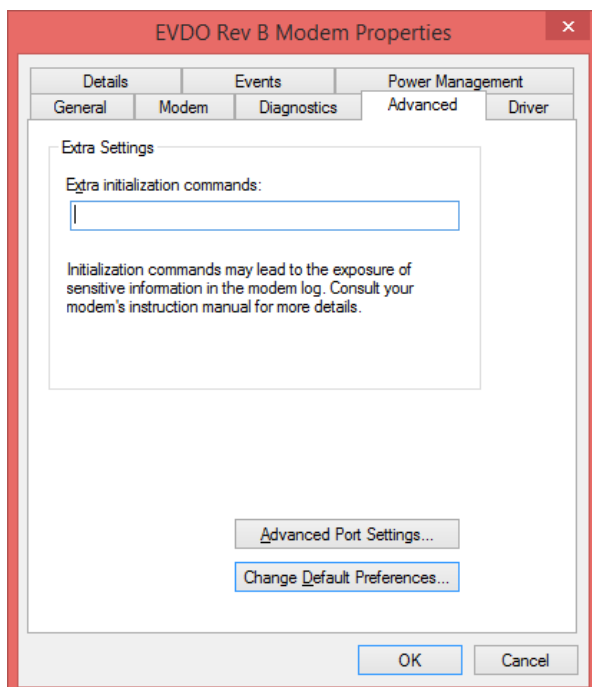 EVDO Rev B Modem Properties
Details
Events
Power Management
General
Modem
Diagnostics
Advanced
Driver
Extra Settings
Extra initialization commands:
Initialization commands may lead to the exposure of
sensitive information in the modem log. Consult your
modem's instruction manual for more details.
Advanced Port Settings...
Change Default Preferences...
OK
Cancel